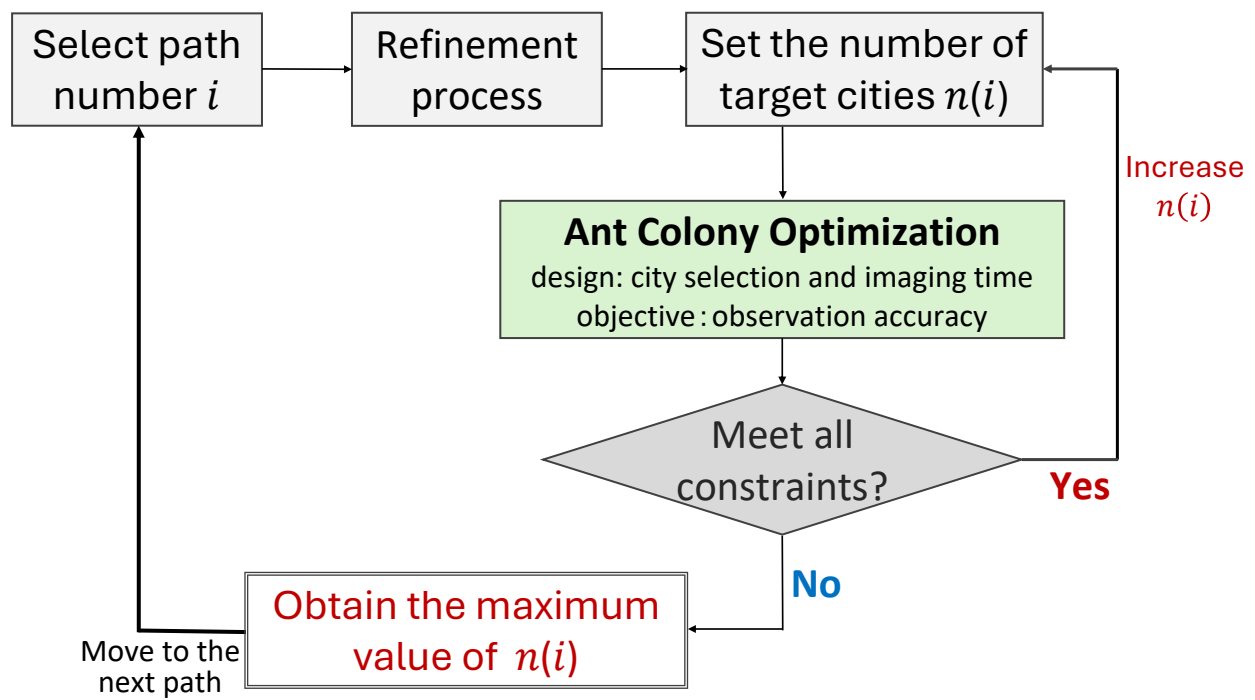 Select path
number i
Refinement
process
Set the number of
target cities n(i)
Increase
n(i)
Ant Colony Optimization
design: city selection and imaging time
objective: observation accuracy
Meet all
constraints?
Yes
No
Obtain the maximum
value of n(i)
Move to the
next path